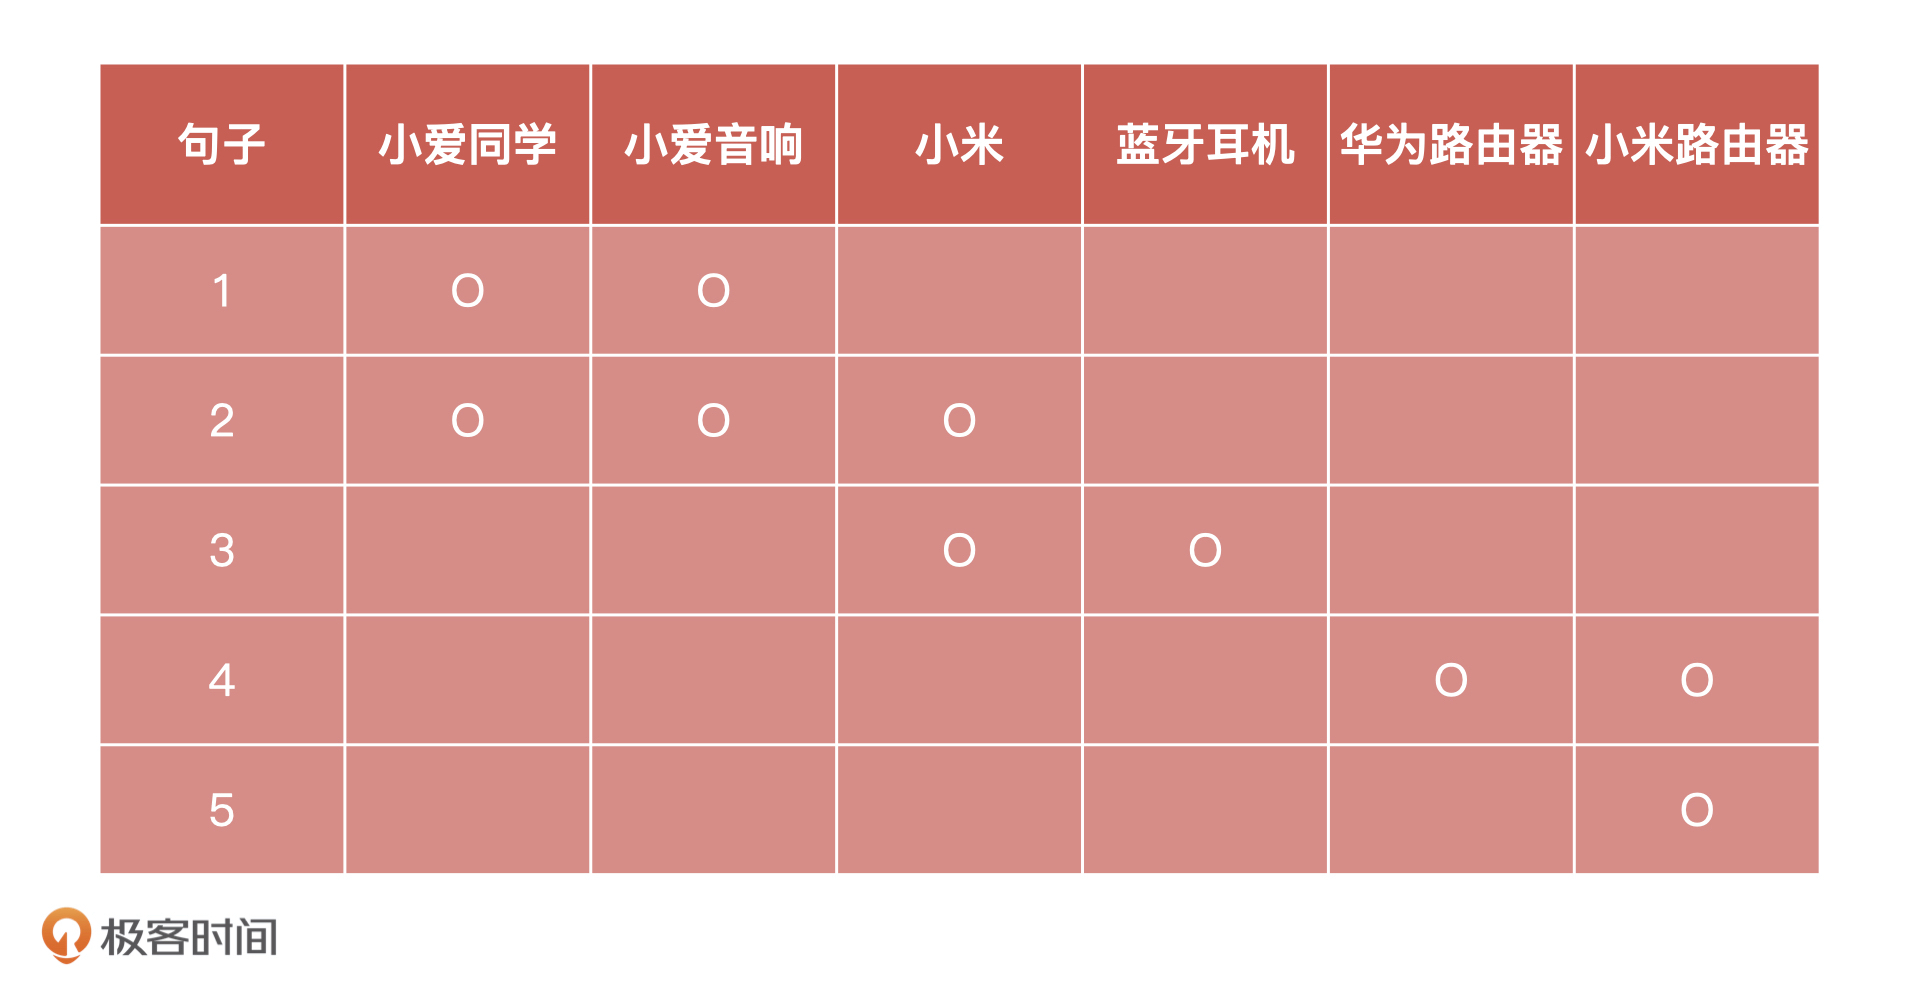 句子 小爱同学 小爱音响 小米 蓝牙耳机 华为路由器 小米路由器
1 O O
2 O O O
3 O O
4 O O
5 O
极客时间